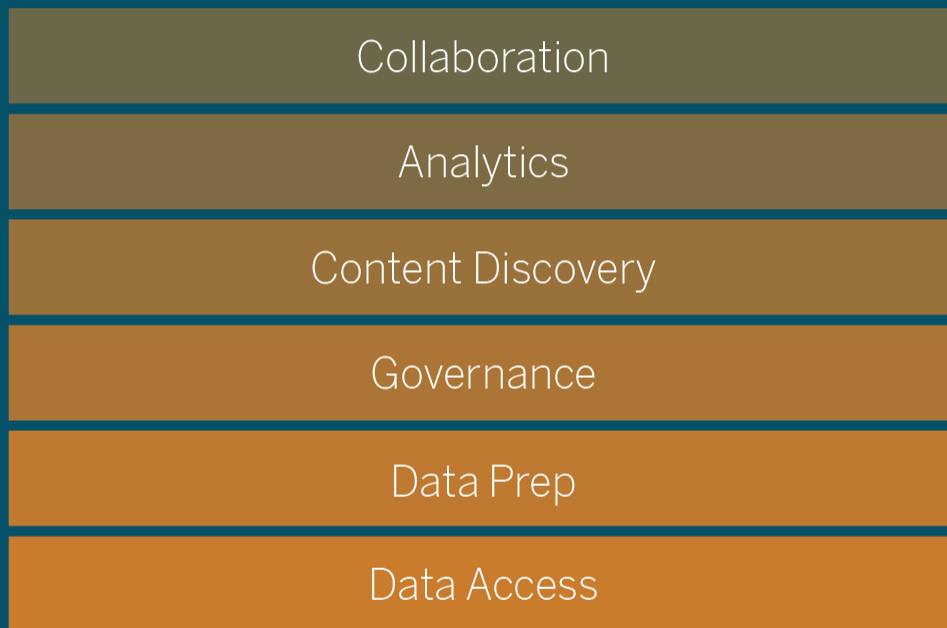 Collaboration
Analytics
Content Discovery
Governance
Data Prep
Data Access